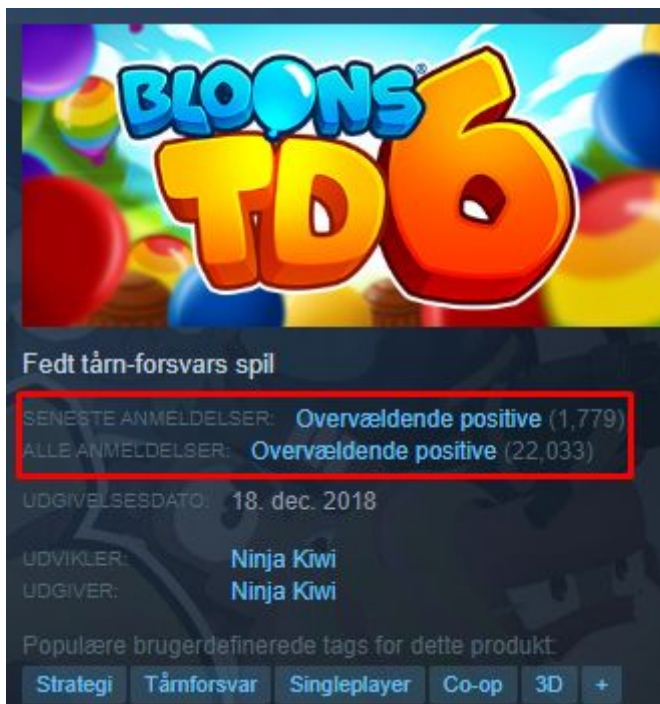 BLOONS®
TD6
Fedt tårn-forsvars spil
SENESTE ANMELDELSER: Overvældende positive (1,779)
ALLE ANMELDELSER: Overvældende positive (22,033)
UDGIVELSESDATO: 18. dec. 2018
UDVIKLER: Ninja Kiwi
UDGIVER: Ninja Kiwi
Populære brugerdefinerede tags for dette produkt:
Strategi Tårnforsvar Singleplayer Co-op 3D +